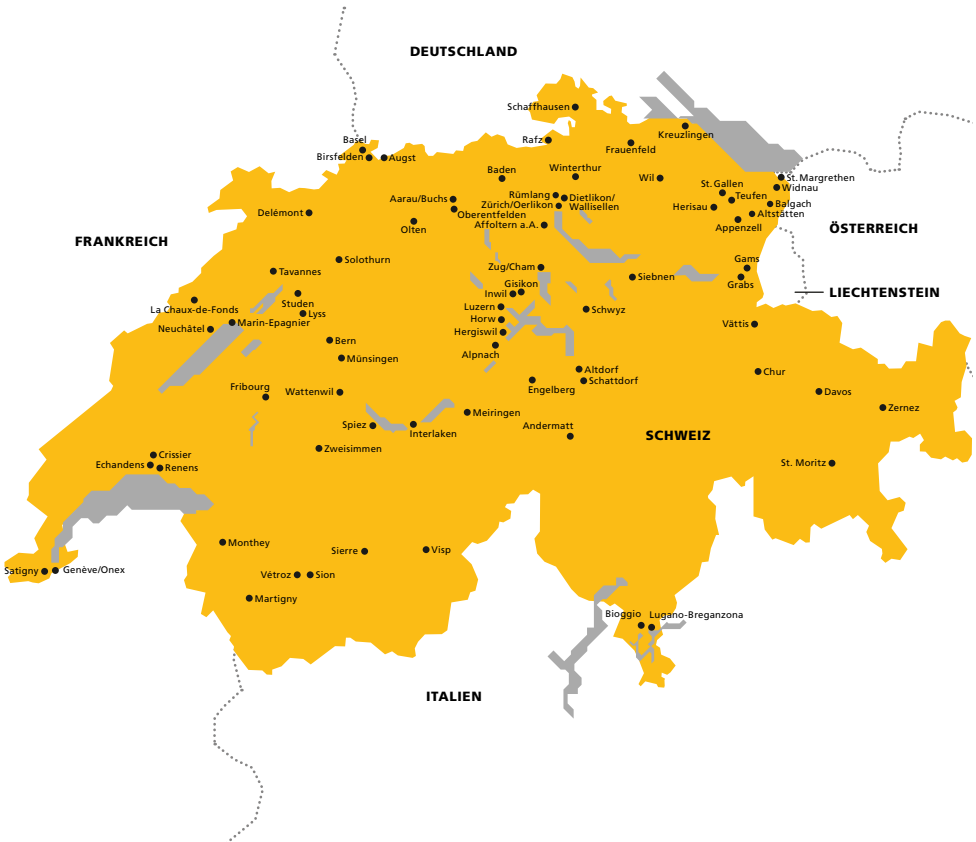 DEUTSCHLAND
Schaffhausen
Kreuzlingen
Basel
Rafz
Frauenfeld
Birsfelden
Augst
Baden
Winterthur
Wil
St. Gallen
St. Margrethen
Widnau
Teufen
Aarau/Buchs
Rümlang
Dietlikon/
Wallisellen
Zürich/Oerlikon
Herisau
Balgach
Altstätten
Delémont
Oberentfelden
Olten
Affoltern a.A.
Appenzell
ÖSTERREICH
FRANKREICH
Solothurn
Tavannes
Zug/Cham
Gisikon
Inwil
Siebnen
Gams
Grabs
LIECHTENSTEIN
La Chaux-de-Fonds
Studen
Lyss
Luzern
Schwyz
Marin-Epagnier
Neuchâtel
Horw
Vättis
Hergiswil
Bern
Alpnach
Münsingen
Altdorf
Schattdorf
Chur
Fribourg
Wattenwil
Engelberg
Davos
Zernez
Meiringen
Spiez
Interlaken
Andermatt
SCHWEIZ
Zweisimmen
Crissier
Echandens
Renens
St. Moritz
Monthey
Sierre
Visp
Satigny
Genève/Onex
Vétroz
Sion
Martigny
Bioggio
Lugano-Breganzona
ITALIEN